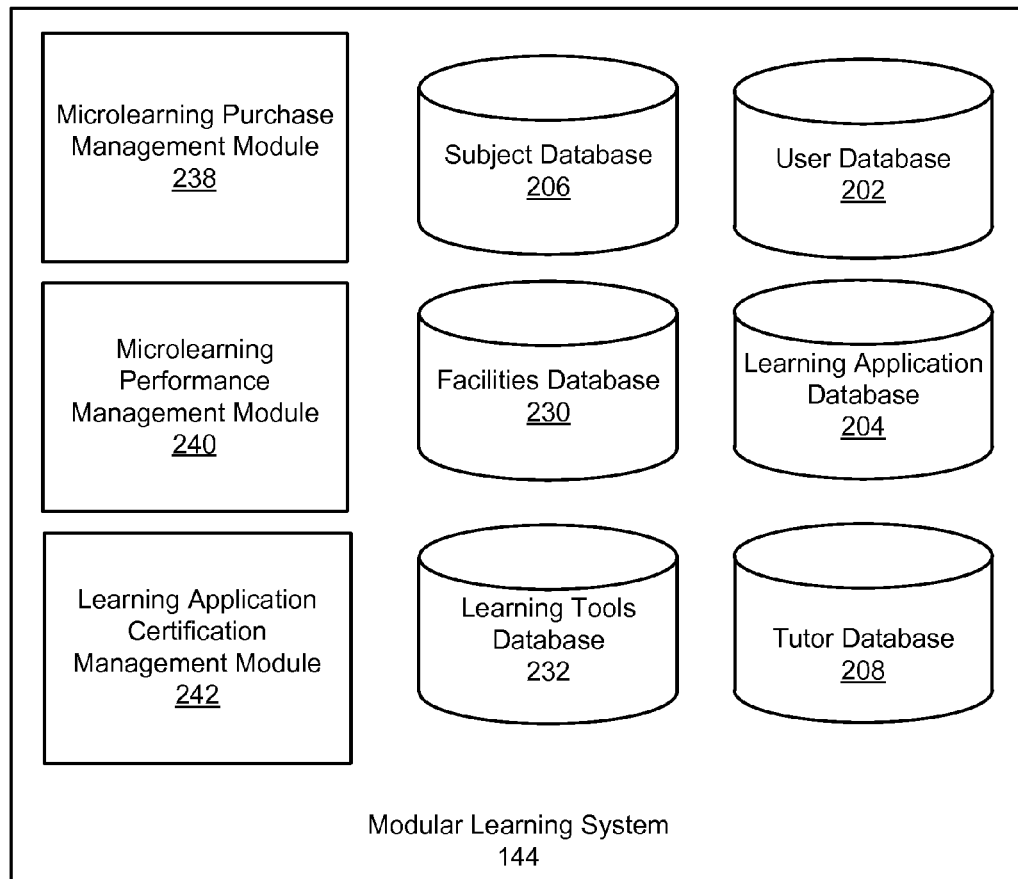 Microlearning Purchase
Management Module
238
Subject Database
206
User Database
202
Microlearning
Performance
Management Module
240
Facilities Database
230
Learning Application
Database
204
Learning Application
Certification
Management Module
242
Learning Tools
Database
232
Tutor Database
208
Modular Learning System
144